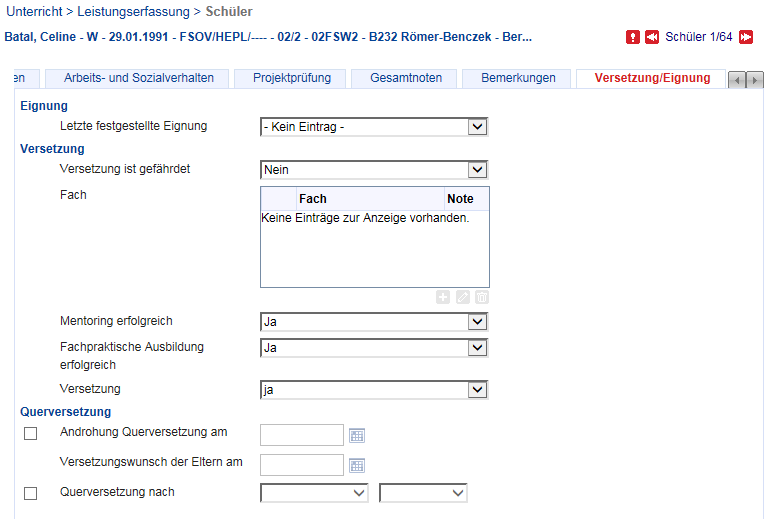 Unterricht > Leistungserfassung > Schüler
Batal, Celine - W - 29.01.1991 - FSOV/HEPL/---- - 02/2 - 02FSW2 - B232 Römer-Benczek - Ber...
Schüler 1/64
en Arbeits- und Sozialverhalten Projektprüfung Gesamtnoten Bemerkungen Versetzung/Eignung
Eignung
Letzte festgestellte Eignung - Kein Eintrag -
Versetzung
Versetzung ist gefährdet Nein
Fach
Fach Note
Keine Einträge zur Anzeige vorhanden.
Mentoring erfolgreich Ja
Fachpraktische Ausbildung Ja
erfolgreich
Versetzung ja
Querversetzung
Androhung Querversetzung am
Versetzungswunsch der Eltern am
Querversetzung nach